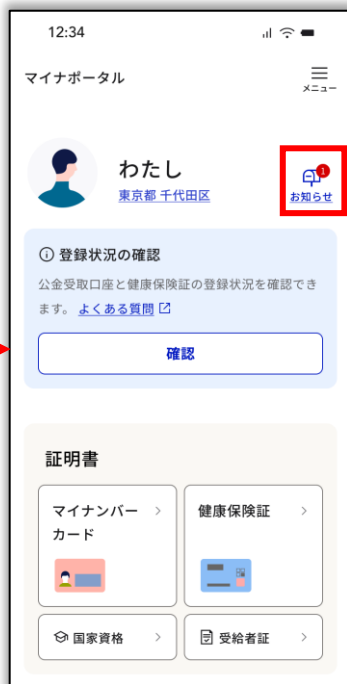 12:34
マイナポータル
メニュー
わたし
東京都 千代田区
1
お知らせ
登録状況の確認
公金受取口座と健康保険証の登録状況を確認でき
ます。 よくある質問
確認
証明書
マイナンバー
カード
健康保険証
国家資格
受給者証